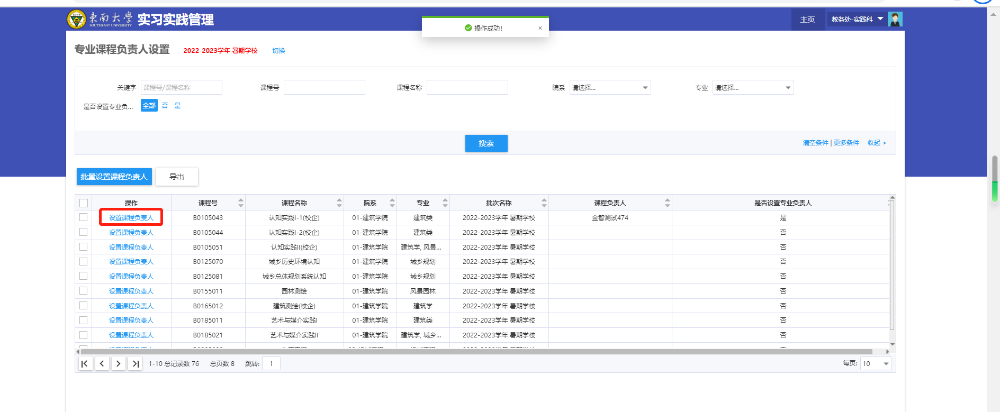 東南大學 实习实践管理
SOUTHEAST UNIVERSITY
主页 教务处-实践科
操作成功! ×
专业课程负责人设置 2022-2023学年 暑期学校 切换
关键字 课程号/课程名称 课程号 课程名称 院系 请选择... 专业 请选择...
是否设置专业负... 全部 否 是
搜索 清空条件 | 更多条件 收起 >
批量设置课程负责人 导出
操作 课程号 课程名称 院系 专业 批次名称 课程负责人 是否设置专业负责人
设置课程负责人 B0105043 认知实践I-1(校企) 01-建筑学院 建筑类 2022-2023学年 暑期学校 金智测试474 是
设置课程负责人 B0105044 认知实践I-2(校企) 01-建筑学院 建筑类 2022-2023学年 暑期学校 否
设置课程负责人 B0105051 认知实践II(校企) 01-建筑学院 建筑学, 风景... 2022-2023学年 暑期学校 否
设置课程负责人 B0125070 城乡历史环境认知 01-建筑学院 城乡规划 2022-2023学年 暑期学校 否
设置课程负责人 B0125081 城乡总体规划系统认知 01-建筑学院 城乡规划 2022-2023学年 暑期学校 否
设置课程负责人 B0155011 园林测绘 01-建筑学院 风景园林 2022-2023学年 暑期学校 否
设置课程负责人 B0165012 建筑测绘(校企) 01-建筑学院 建筑学 2022-2023学年 暑期学校 否
设置课程负责人 B0185011 艺术与媒介实践I 01-建筑学院 建筑类 2022-2023学年 暑期学校 否
设置课程负责人 B0185021 艺术与媒介实践II 01-建筑学院 建筑学, 城乡... 2022-2023学年 暑期学校 否
1-10 总记录数 76 总页数 8 跳转: 1 每页: 10